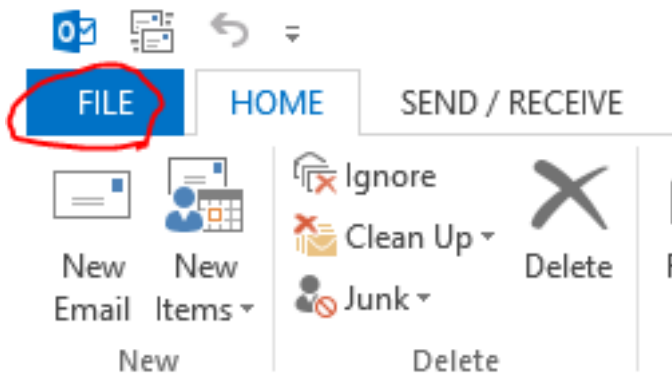 FILE HOME SEND / RECEIVE
Ignore
Clean Up
New Email
New Items
Delete
Junk
New
Delete